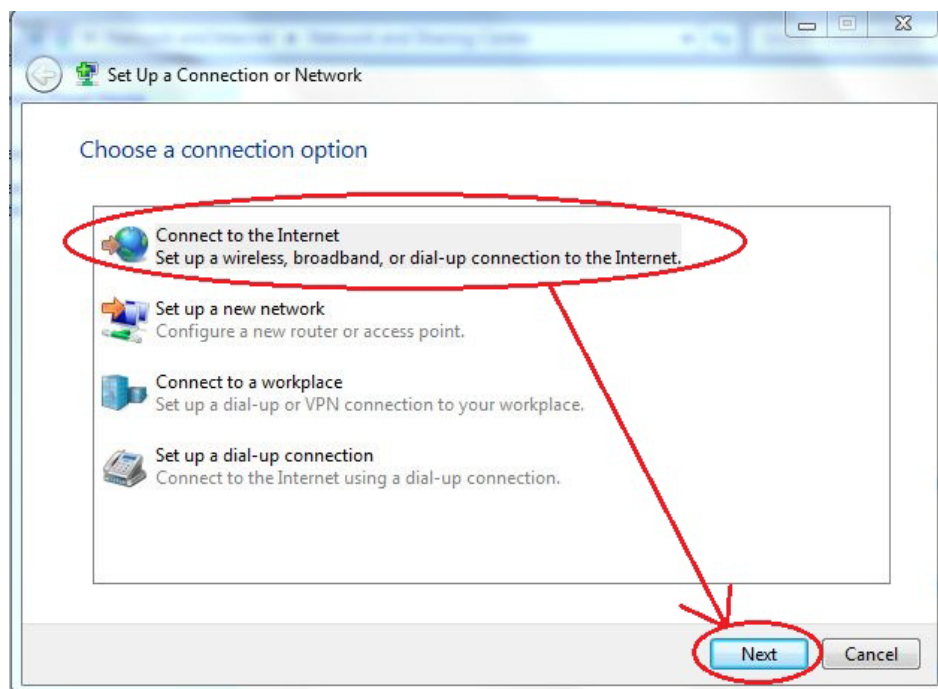 Set Up a Connection or Network
Choose a connection option
Connect to the Internet
Set up a wireless, broadband, or dial-up connection to the Internet.
Set up a new network
Configure a new router or access point.
Connect to a workplace
Set up a dial-up or VPN connection to your workplace.
Set up a dial-up connection
Connect to the Internet using a dial-up connection.
Next
Cancel